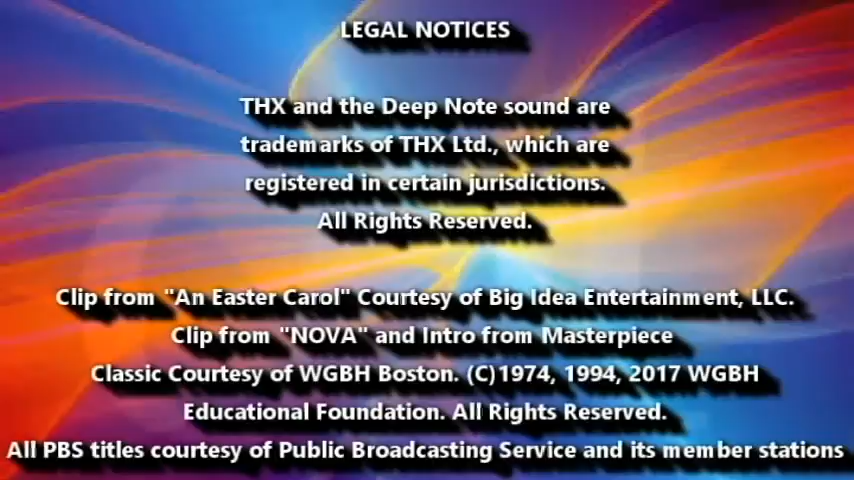 LEGAL NOTICES
THX and the Deep Note sound are
trademarks of THX Ltd., which are
registered in certain jurisdictions.
All Rights Reserved.
Clip from "An Easter Carol" Courtesy of Big Idea Entertainment, LLC.
Clip from "NOVA" and Intro from Masterpiece
Classic Courtesy of WGBH Boston. (C)1974, 1994, 2017 WGBH
Educational Foundation. All Rights Reserved.
All PBS titles courtesy of Public Broadcasting Service and its member stations